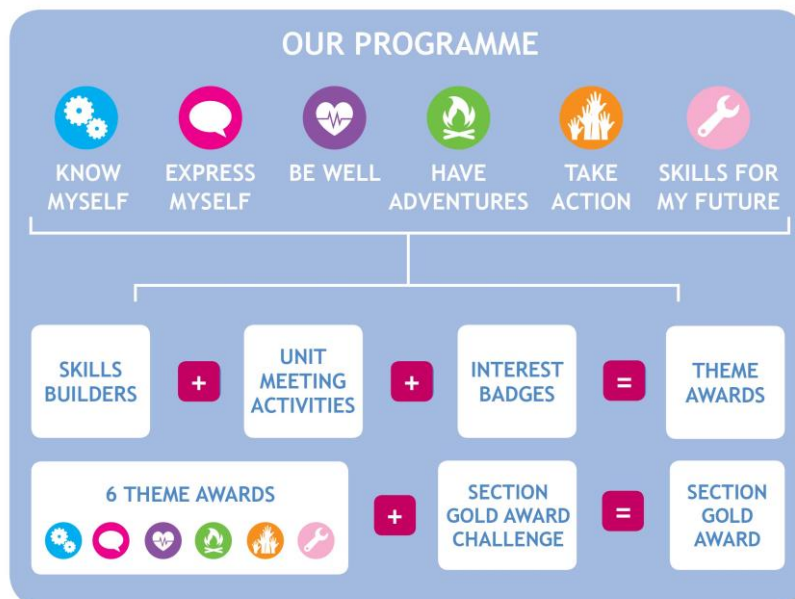 OUR PROGRAMME
KNOW
MYSELF
EXPRESS
MYSELF
BE WELL
HAVE
ADVENTURES
TAKE
ACTION
SKILLS FOR
MY FUTURE
SKILLS
BUILDERS
+
UNIT
MEETING
ACTIVITIES
+
INTEREST
BADGES
=
THEME
AWARDS
6 THEME AWARDS
+
SECTION
GOLD AWARD
CHALLENGE
=
SECTION
GOLD
AWARD